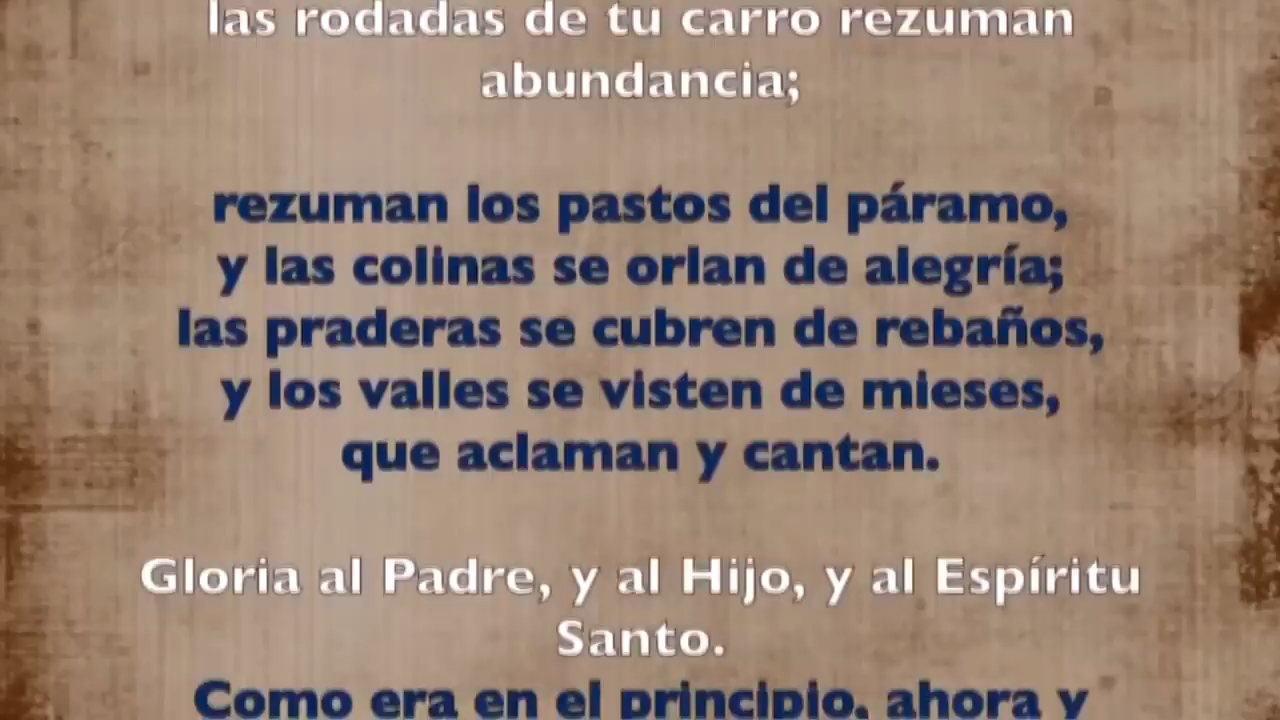 las rodadas de tu carro rezuman
abundancia;
rezuman los pastos del páramo,
y las colinas se orlan de alegría;
las praderas se cubren de rebaños,
y los valles se visten de mieses,
que aclaman y cantan.
Gloria al Padre, y al Hijo, y al Espíritu
Santo.
Como era en el principio, ahora y